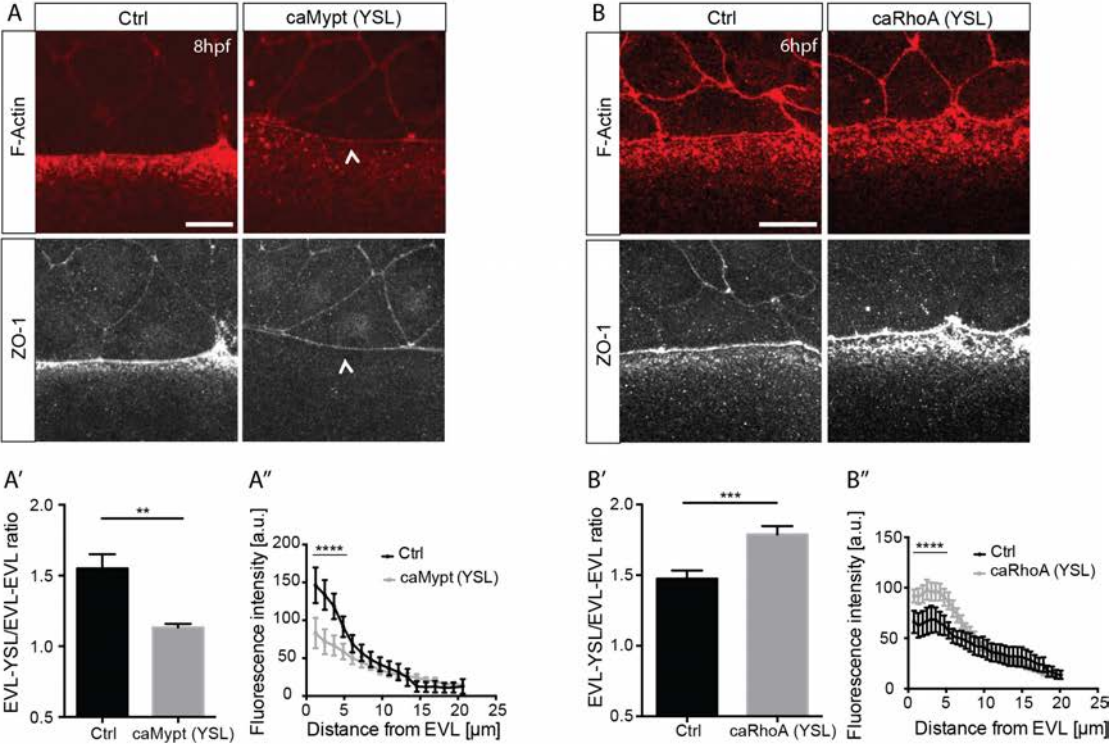 A
Ctrl
caMypt (YSL)
F-Actin
8hpf
ZO-1
B
Ctrl
caRhoA (YSL)
F-Actin
6hpf
ZO-1
A'
EVL-YSL/EVL-EVL ratio
2.0
1.5
1.0
0.5
**
Ctrl
caMypt (YSL)
A''
Fluorescence intensity [a.u.]
200
150
100
50
0
****
Ctrl
caMypt (YSL)
0 5 10 15 20 25
Distance from EVL [µm]
B'
EVL-YSL/EVL-EVL ratio
2.0
1.5
1.0
0.5
***
Ctrl
caRhoA (YSL)
B''
Fluorescence intensity [a.u.]
150
100
50
0
****
Ctrl
caRhoA (YSL)
0 5 10 15 20 25
Distance from EVL [µm]